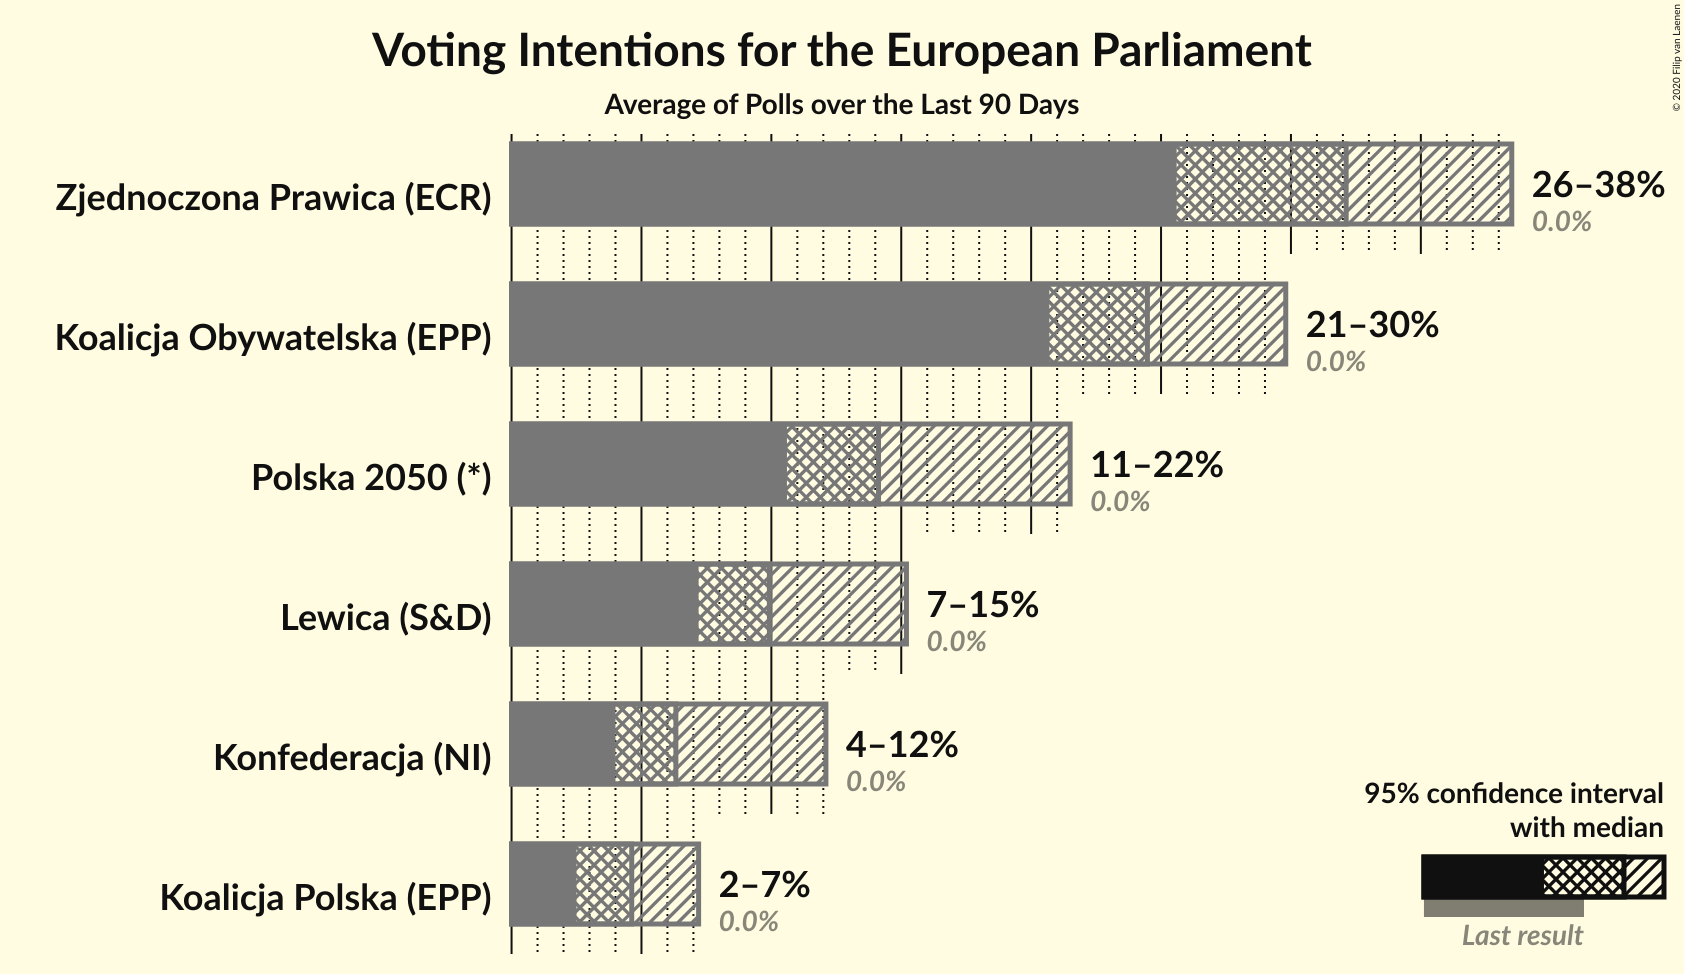 Voting Intentions for the European Parliament
Average of Polls over the Last 90 Days
© 2020 Filip van Laenen
Zjednoczona Prawica (ECR)
26–38%
0.0%
Koalicja Obywatelska (EPP)
21–30%
0.0%
Polska 2050 (*)
11–22%
0.0%
Lewica (S&D)
7–15%
0.0%
Konfederacja (NI)
4–12%
0.0%
Koalicja Polska (EPP)
2–7%
0.0%
95% confidence interval
with median
Last result